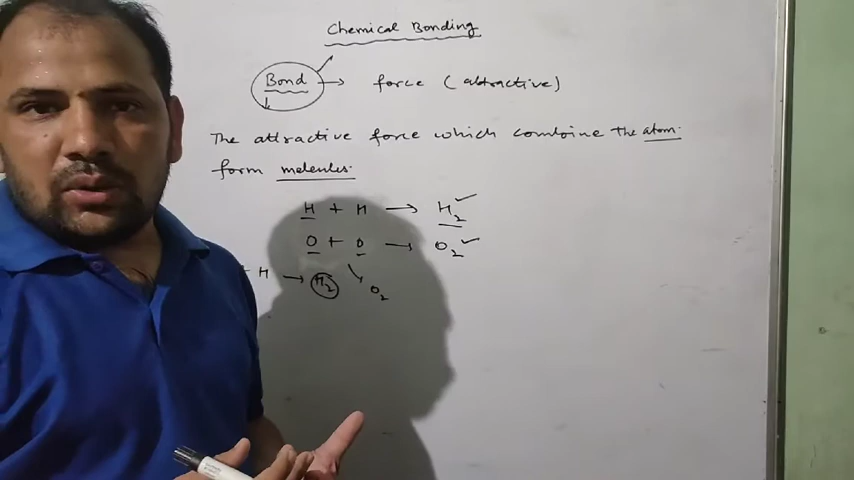 Chemical Bonding
Bond → force (attractive)
The attractive force which combine the atom.
form molecules.
H + H → H₂ ✓
O + O → O₂ ✓
+ H → H₂
O₂